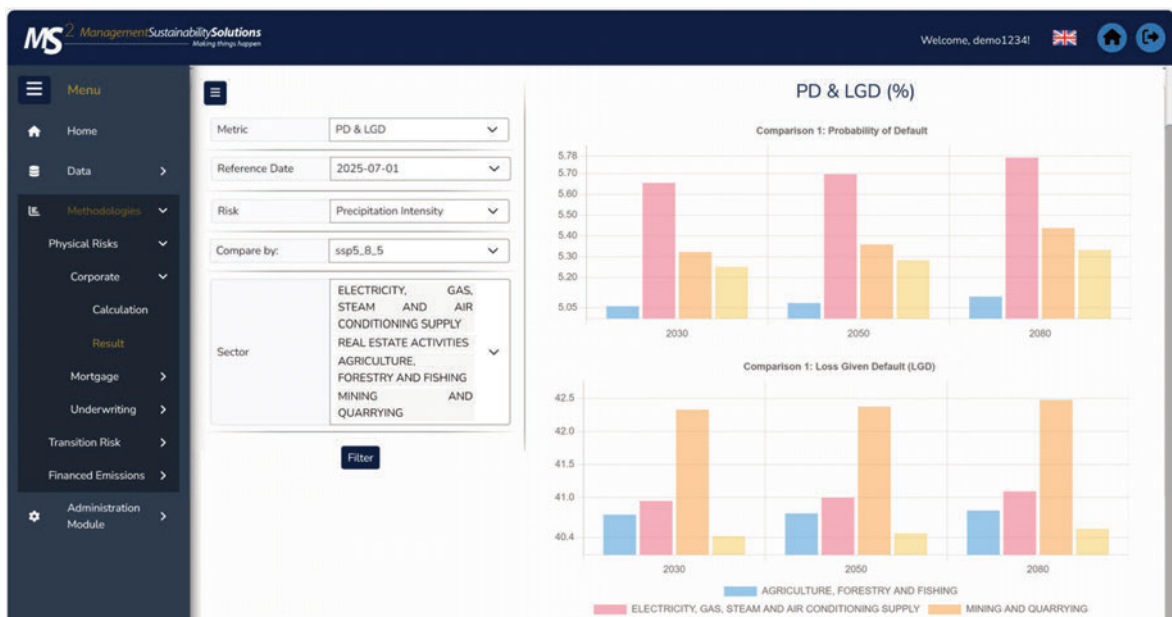 MS2 ManagementSustainabilitySolutions
Making things happen
Welcome, demo1234!
Menu
Home
Data
Methodologies
Physical Risks
Corporate
Calculation
Result
Mortgage
Underwriting
Transition Risk
Financed Emissions
Administration
Module
Metric
PD & LGD
Reference Date
2025-07-01
Risk
Precipitation Intensity
Compare by:
ssp5_8_5
Sector
ELECTRICITY, GAS,
STEAM AND AIR
CONDITIONING SUPPLY
REAL ESTATE ACTIVITIES
AGRICULTURE,
FORESTRY AND FISHING
MINING AND
QUARRYING
Filter
PD & LGD (%)
Comparison 1: Probability of Default
5.78
5.70
5.60
5.50
5.40
5.30
5.20
5.05
2030 2050 2080
Comparison 1: Loss Given Default (LGD)
42.5
42.0
41.5
41.0
40.4
2030 2050 2080
AGRICULTURE, FORESTRY AND FISHING
ELECTRICITY, GAS, STEAM AND AIR CONDITIONING SUPPLY MINING AND QUARRYING